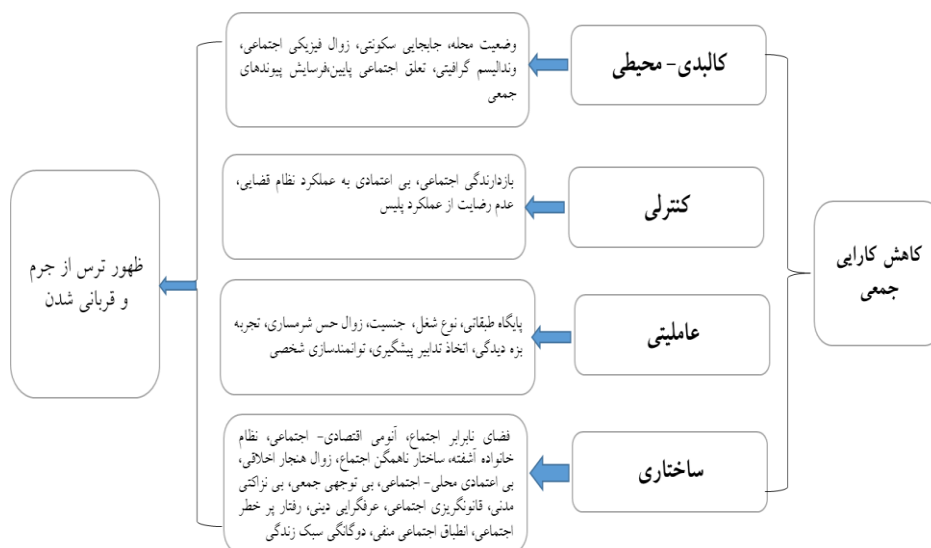 کاهش کارایی
جمعی
کالبدی- محیطی
وضعیت محله، جابجایی سکونتی، زوال فیزیکی اجتماعی،
وندالیسم گرافیتی، تعلق اجتماعی پایین،فرسایش پیوندهای
جمعی
کنترلی
بازدارندگی اجتماعی، بی اعتمادی به عملکرد نظام قضایی،
عدم رضایت از عملکرد پلیس
عاملیتی
پایگاه طبقاتی، نوع شغل، جنسیت، زوال حس شرمساری، تجربه
بزه دیدگی، اتخاذ تدابیر پیشگیری، توانمندسازی شخصی
ساختاری
فضای نابرابر اجتماع، آنومی اقتصادی- اجتماعی، نظام
خانواده آشفته، ساختار ناهمگن اجتماع، زوال هنجار اخلاقی،
بی اعتمادی محلی- اجتماعی، بی توجهی جمعی، بی نزاکتی
مدنی، قانونگریزی اجتماعی، عرفگرایی دینی، رفتار پر خطر
اجتماعی، انطباق اجتماعی منفی، دوگانگی سبک زندگی
ظهور ترس از جرم
و قربانی شدن